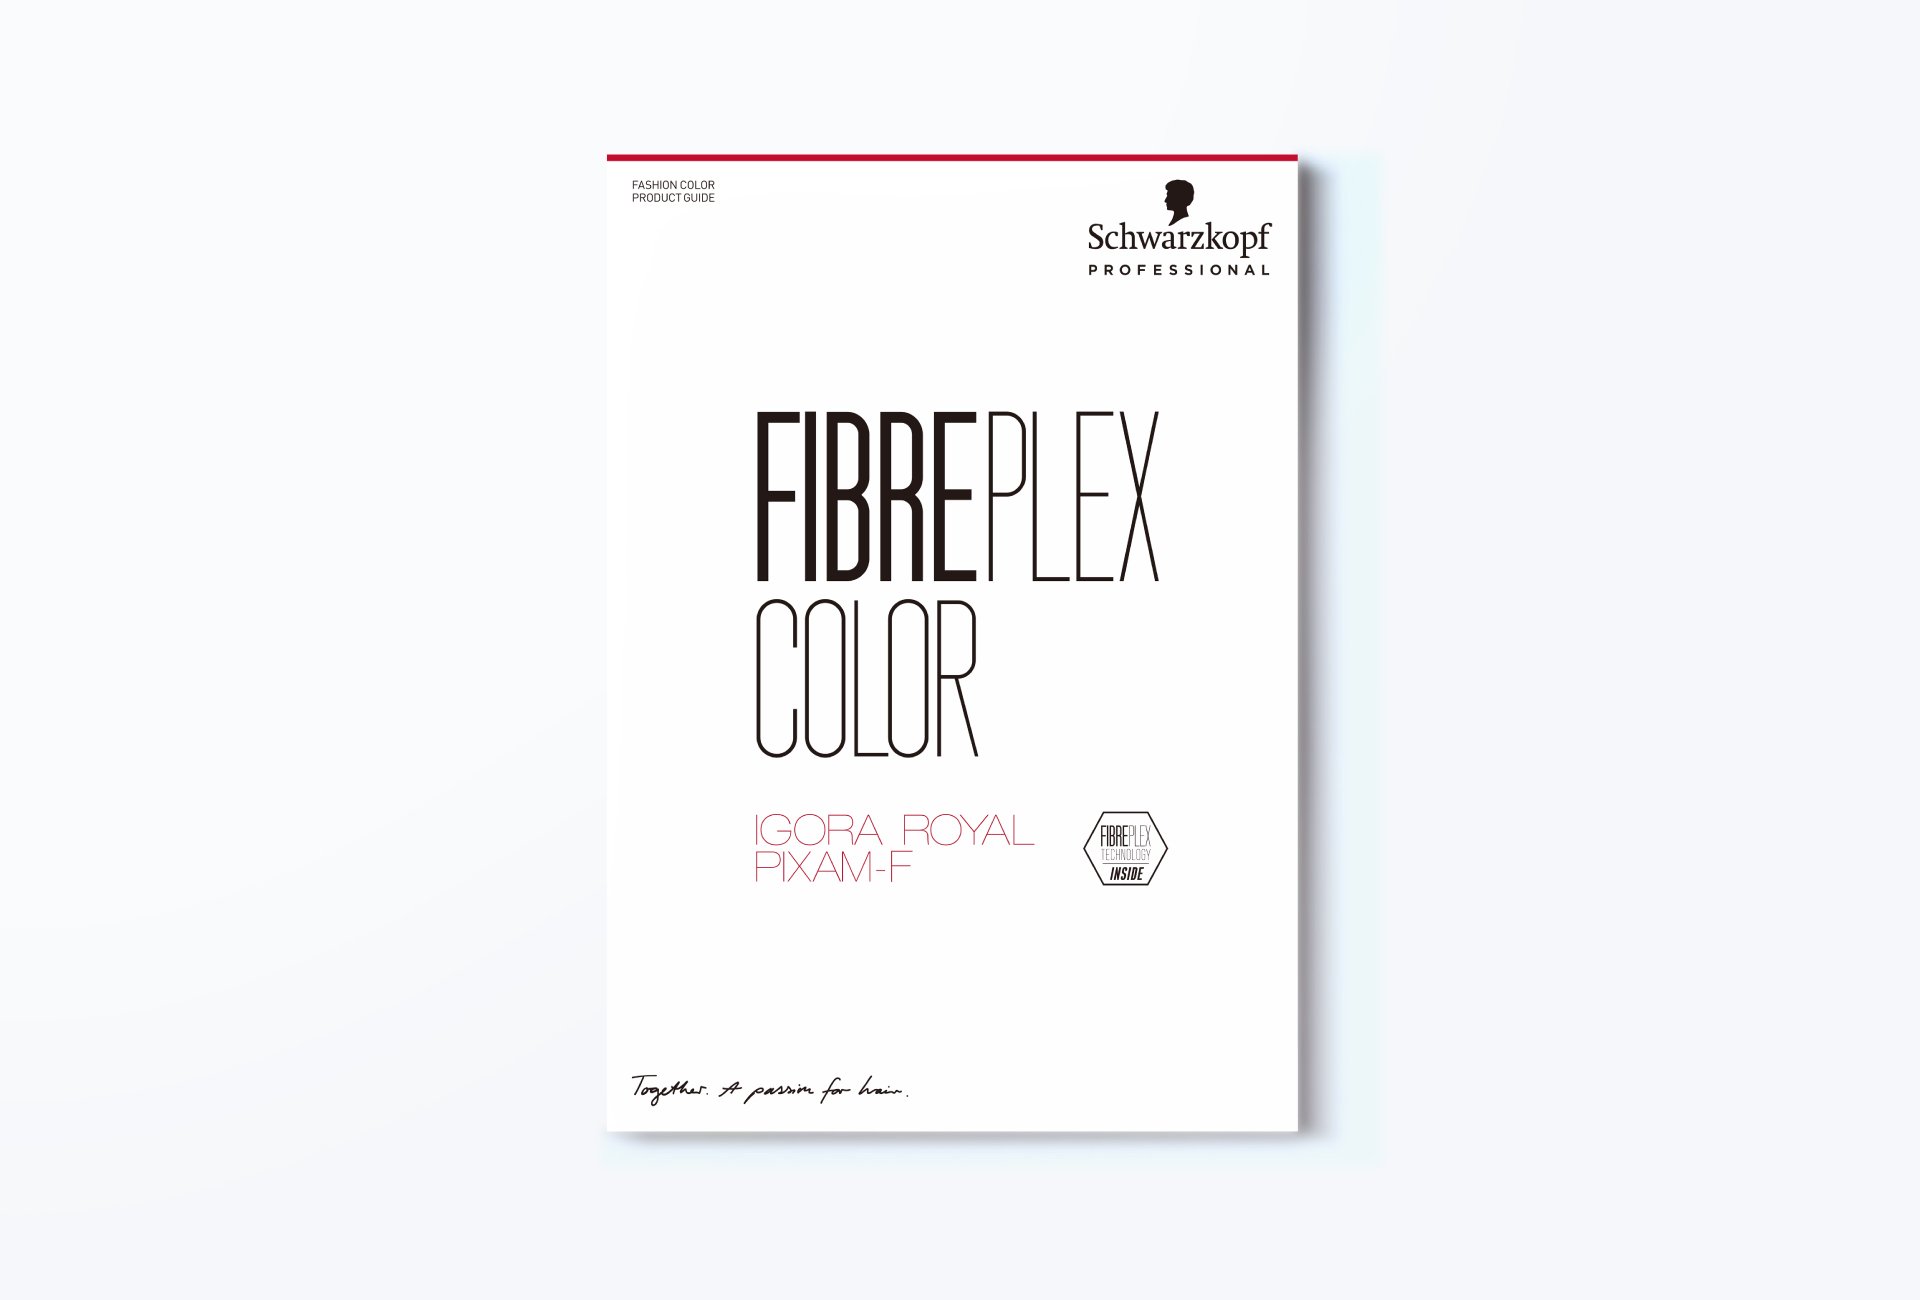 FASHION COLOR
PRODUCT GUIDE
Schwarzkopf
PROFESSIONAL
FIBREPLEX
COLOR
IGORA ROYAL
PIXAM-F
FIBREPLEX
TECHNOLOGY
INSIDE
Together. A passion for hair.